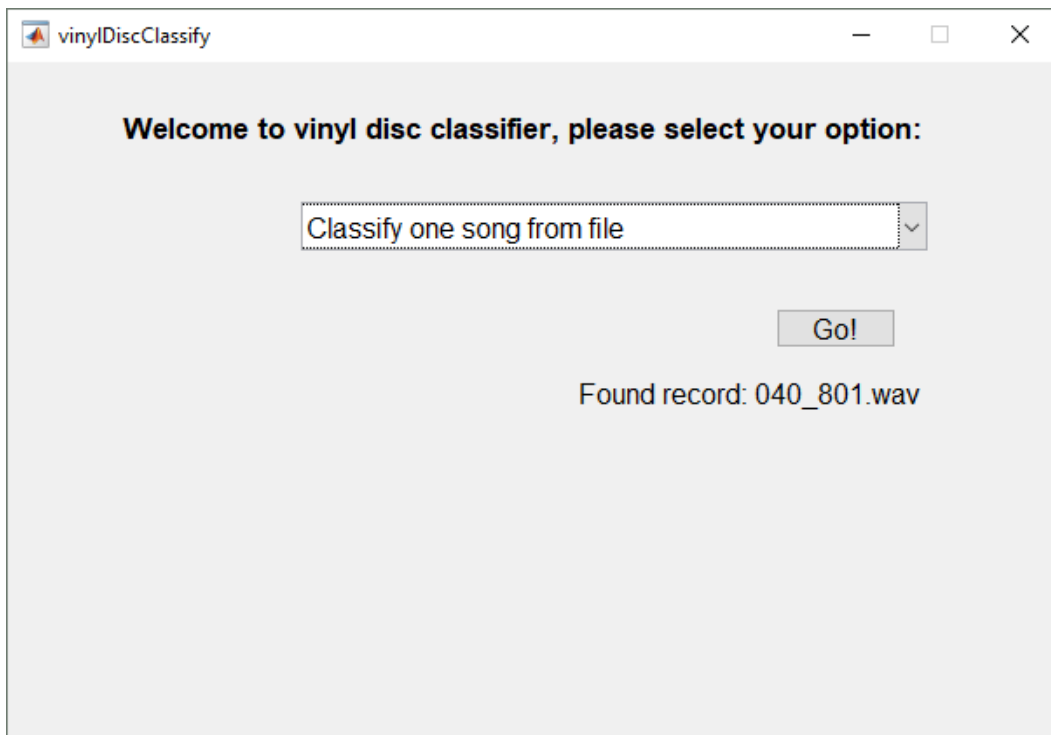 vinylDiscClassify
Welcome to vinyl disc classifier, please select your option:
Classify one song from file
Go!
Found record: 040_801.wav